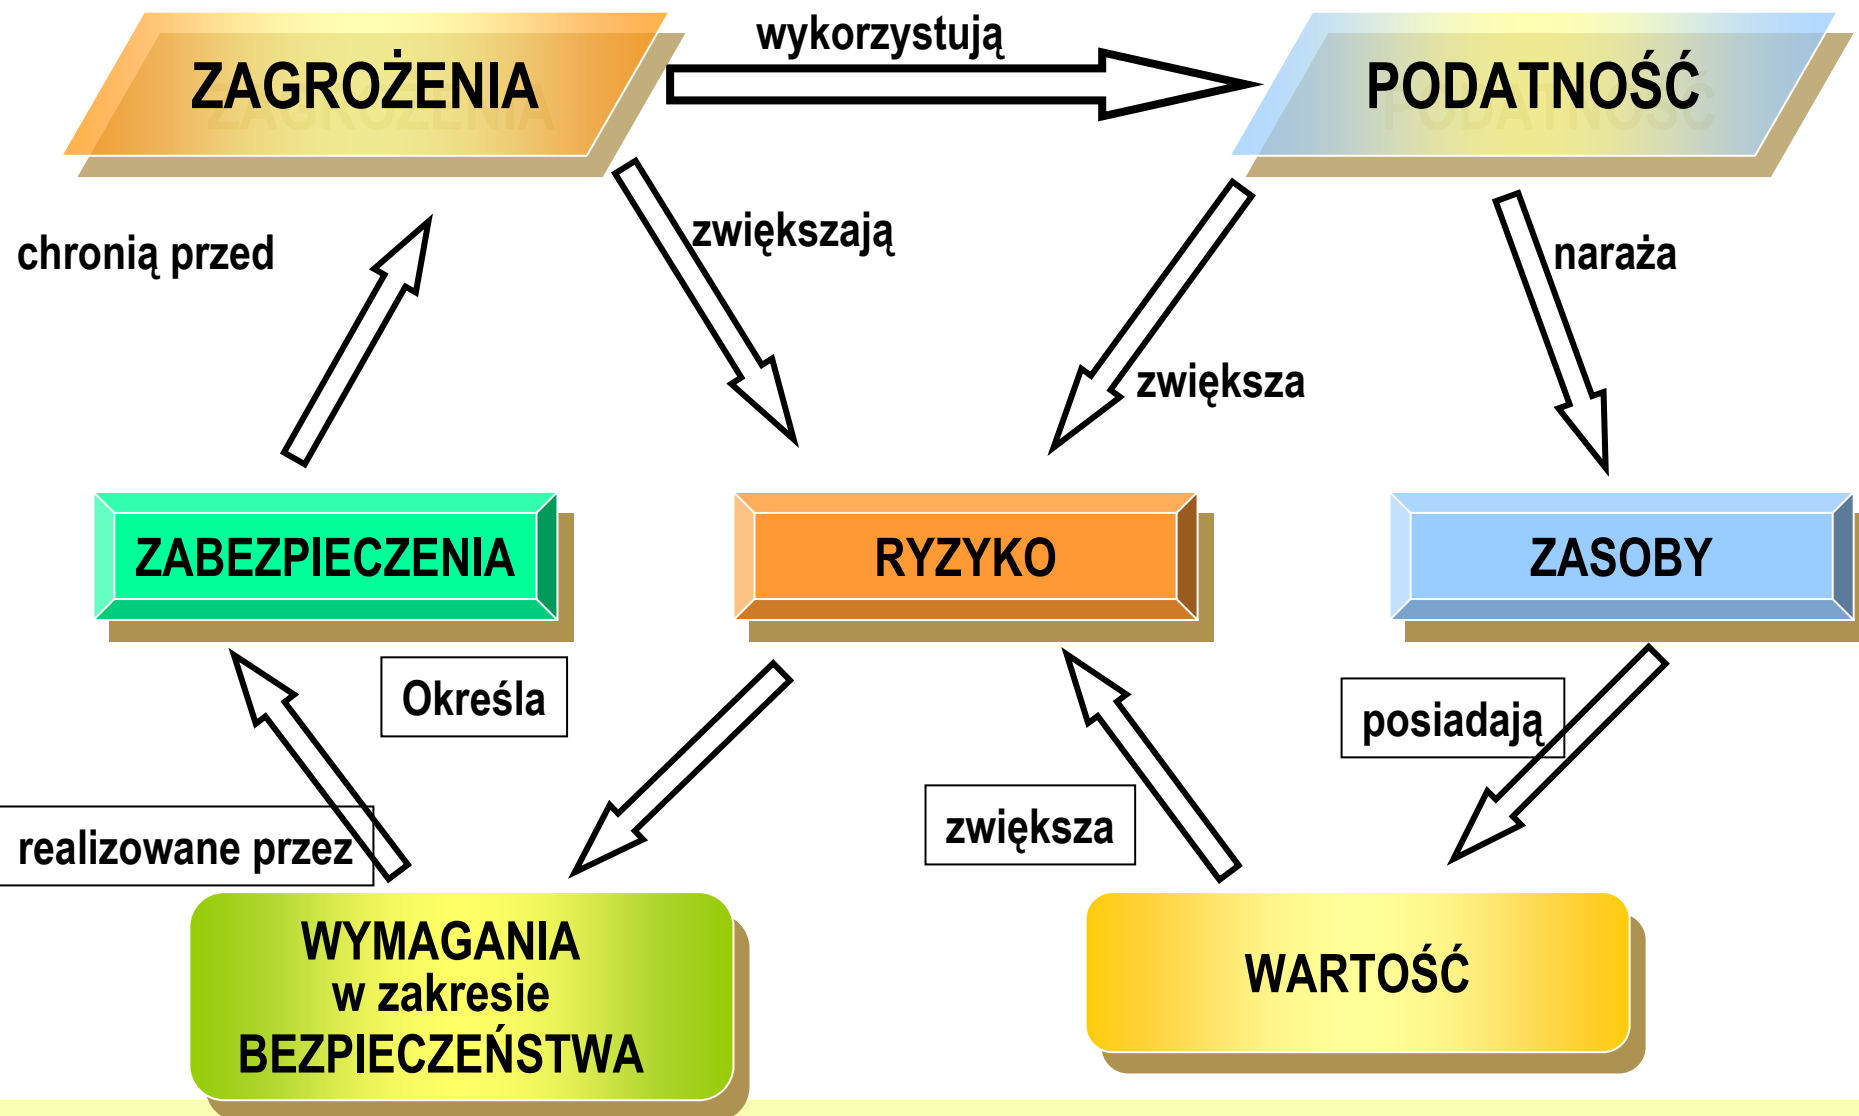 wykorzystują
ZAGROŻENIA
PODATNOŚĆ
chronią przed
zwiększają
naraża
zwiększa
ZABEZPIECZENIA
RYZYKO
ZASOBY
Określa
posiadają
realizowane przez
zwiększa
WYMAGANIA
w zakresie
BEZPIECZEŃSTWA
WARTOŚĆ